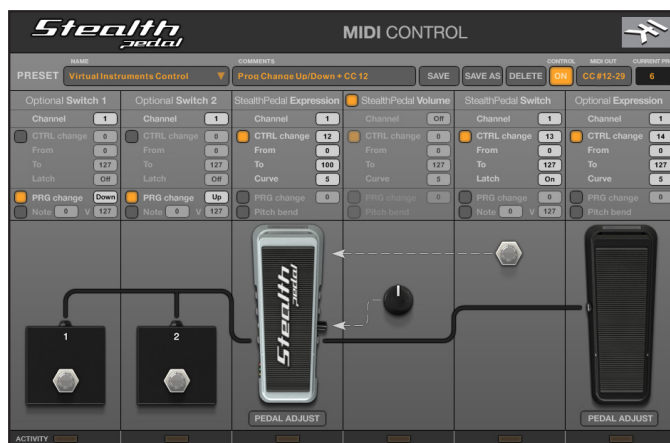 Stealth pedal
MIDI CONTROL
NAME COMMENTS CONTROL MIDI OUT CURRENT PR
PRESET Virtual Instruments Control Prog Change Up/Down + CC 12 SAVE SAVE AS DELETE ON CC#12-29 6
Optional Switch 1 Optional Switch 2 StealthPedal Expression StealthPedal Volume StealthPedal Switch Optional Expression
Channel 1 Channel 1 Channel 1 Channel Off Channel 1 Channel 1
CTRL change 0 CTRL change 0 CTRL change 12 CTRL change 0 CTRL change 13 CTRL change 14
From 0 From 0 From 0 From 0 From 0 From 0
To 127 To 127 To 100 To 127 To 127 To 127
Latch Off Latch Off Curve 5 Curve 5 Latch On Curve 5
PRG change Down PRG change Up PRG change 0 PRG change 0 PRG change 0 PRG change 0
Note 0 V 127 Note 0 V 127 Pitch bend Pitch bend Note 0 V 127 Pitch bend
1 2
Stealth pedal
PEDAL ADJUST PEDAL ADJUST
ACTIVITY